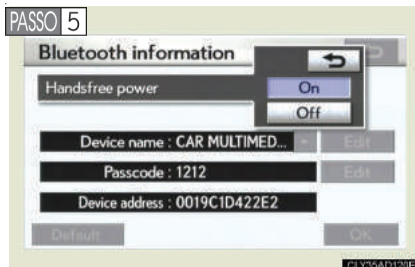 PASSO 5
Bluetooth information
Handsfree power
On
Off
Device name : CAR MULTIMED...
Edit
Passcode : 1212
Edit
Device address : 0019C1D422E2
Default
OK
CLY35AD120E